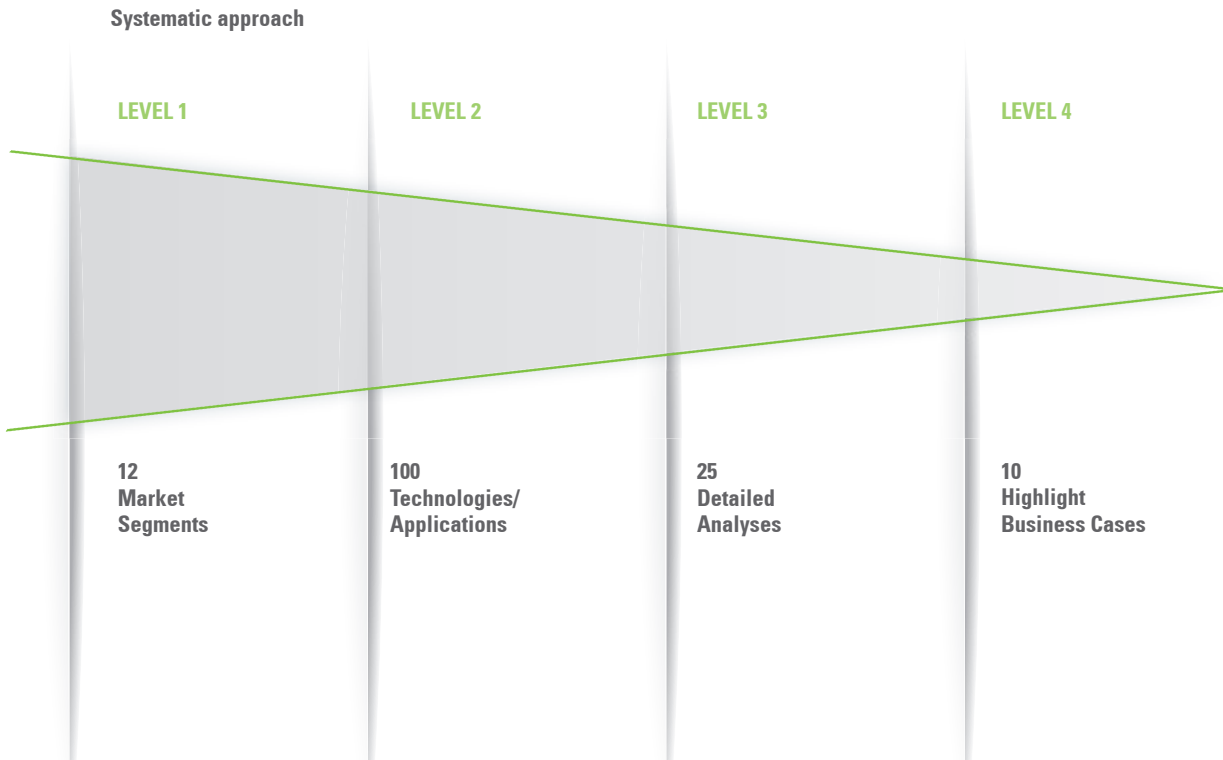 Systematic approach
LEVEL 1
LEVEL 2
LEVEL 3
LEVEL 4
12
Market
Segments
100
Technologies/
Applications
25
Detailed
Analyses
10
Highlight
Business Cases